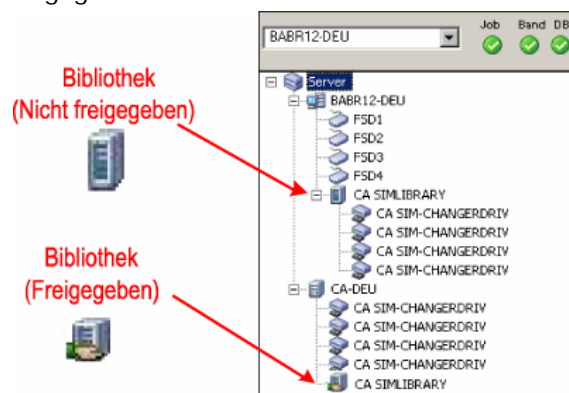 BABR12-DEU
Job Band DB
Bibliothek
(Nicht freigegeben)
Bibliothek
(Freigegeben)
Server
BABR12-DEU
FSD1
FSD2
FSD3
FSD4
CA SIMLIBRARY
CA SIM-CHANGERDRIV
CA SIM-CHANGERDRIV
CA SIM-CHANGERDRIV
CA SIM-CHANGERDRIV
CA-DEU
CA SIM-CHANGERDRIV
CA SIM-CHANGERDRIV
CA SIM-CHANGERDRIV
CA SIM-CHANGERDRIV
CA SIMLIBRARY